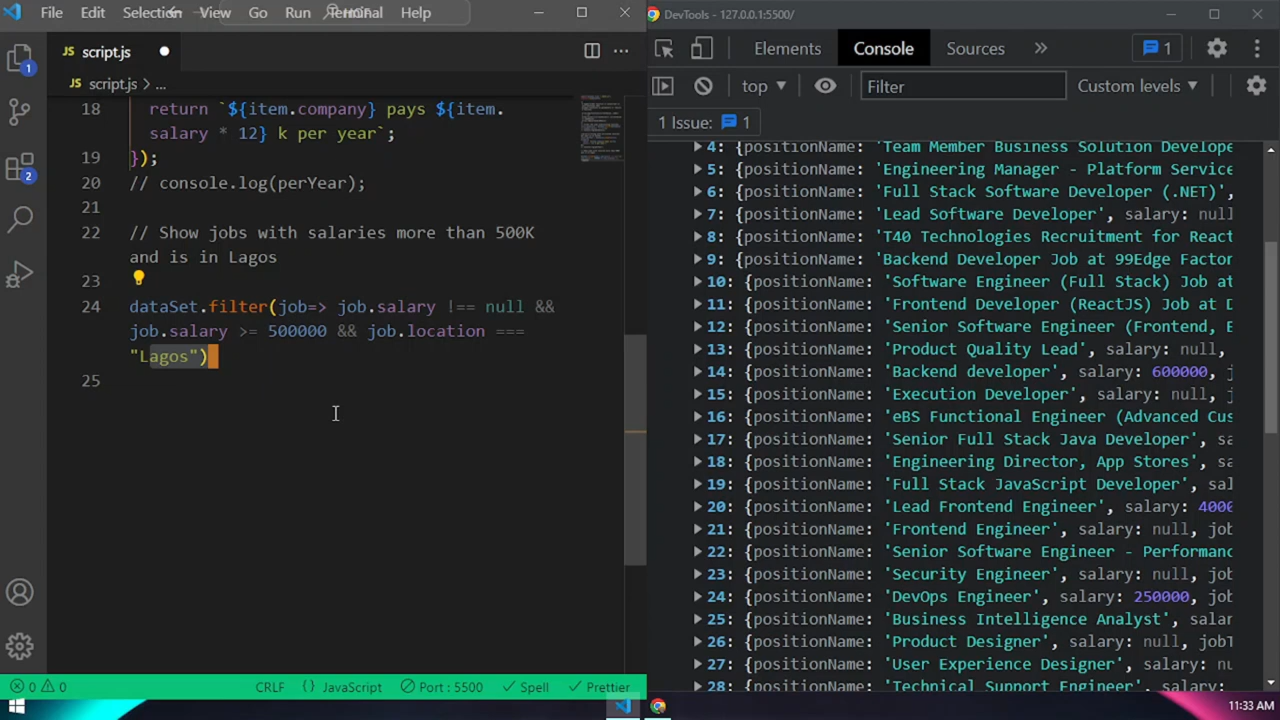 File Edit Selection View Go Run Terminal Help
JS script.js
JS script.js > ...
18 return `${item.company} pays ${item.
salary * 12} k per year`;
19 });
20 // console.log(perYear);
21
22 // Show jobs with salaries more than 500K
and is in Lagos
23
24 dataSet.filter(job=> job.salary !== null &&
job.salary >= 500000 && job.location ===
"Lagos")
25
1
2
0 0 CRLF {} JavaScript Port : 5500 Spell Prettier
DevTools - 127.0.0.1:5500/
Elements Console Sources 1
top Filter Custom levels
1 Issue: 1
4: {positionName: 'Team Member Business Solution Develope
5: {positionName: 'Engineering Manager - Platform Service
6: {positionName: 'Full Stack Software Developer (.NET)',
7: {positionName: 'Lead Software Developer', salary: null
8: {positionName: 'T40 Technologies Recruitment for React
9: {positionName: 'Backend Developer Job at 99Edge Factor
10: {positionName: 'Software Engineer (Full Stack) Job at
11: {positionName: 'Frontend Developer (ReactJS) Job at D
12: {positionName: 'Senior Software Engineer (Frontend, E
13: {positionName: 'Product Quality Lead', salary: null,
14: {positionName: 'Backend developer', salary: 600000, j
15: {positionName: 'Execution Developer', salary: null, j
16: {positionName: 'eBS Functional Engineer (Advanced Cus
17: {positionName: 'Senior Full Stack Java Developer', sa
18: {positionName: 'Engineering Director, App Stores', sa
19: {positionName: 'Full Stack JavaScript Developer', sal
20: {positionName: 'Lead Frontend Engineer', salary: 4000
21: {positionName: 'Frontend Engineer', salary: null, job
22: {positionName: 'Senior Software Engineer - Performanc
23: {positionName: 'Security Engineer', salary: null, job
24: {positionName: 'DevOps Engineer', salary: 250000, job
25: {positionName: 'Business Intelligence Analyst', salar
26: {positionName: 'Product Designer', salary: null, jobT
27: {positionName: 'User Experience Designer', salary: nu
28: {positionName: 'Technical Support Engineer', salary:
11:33 AM